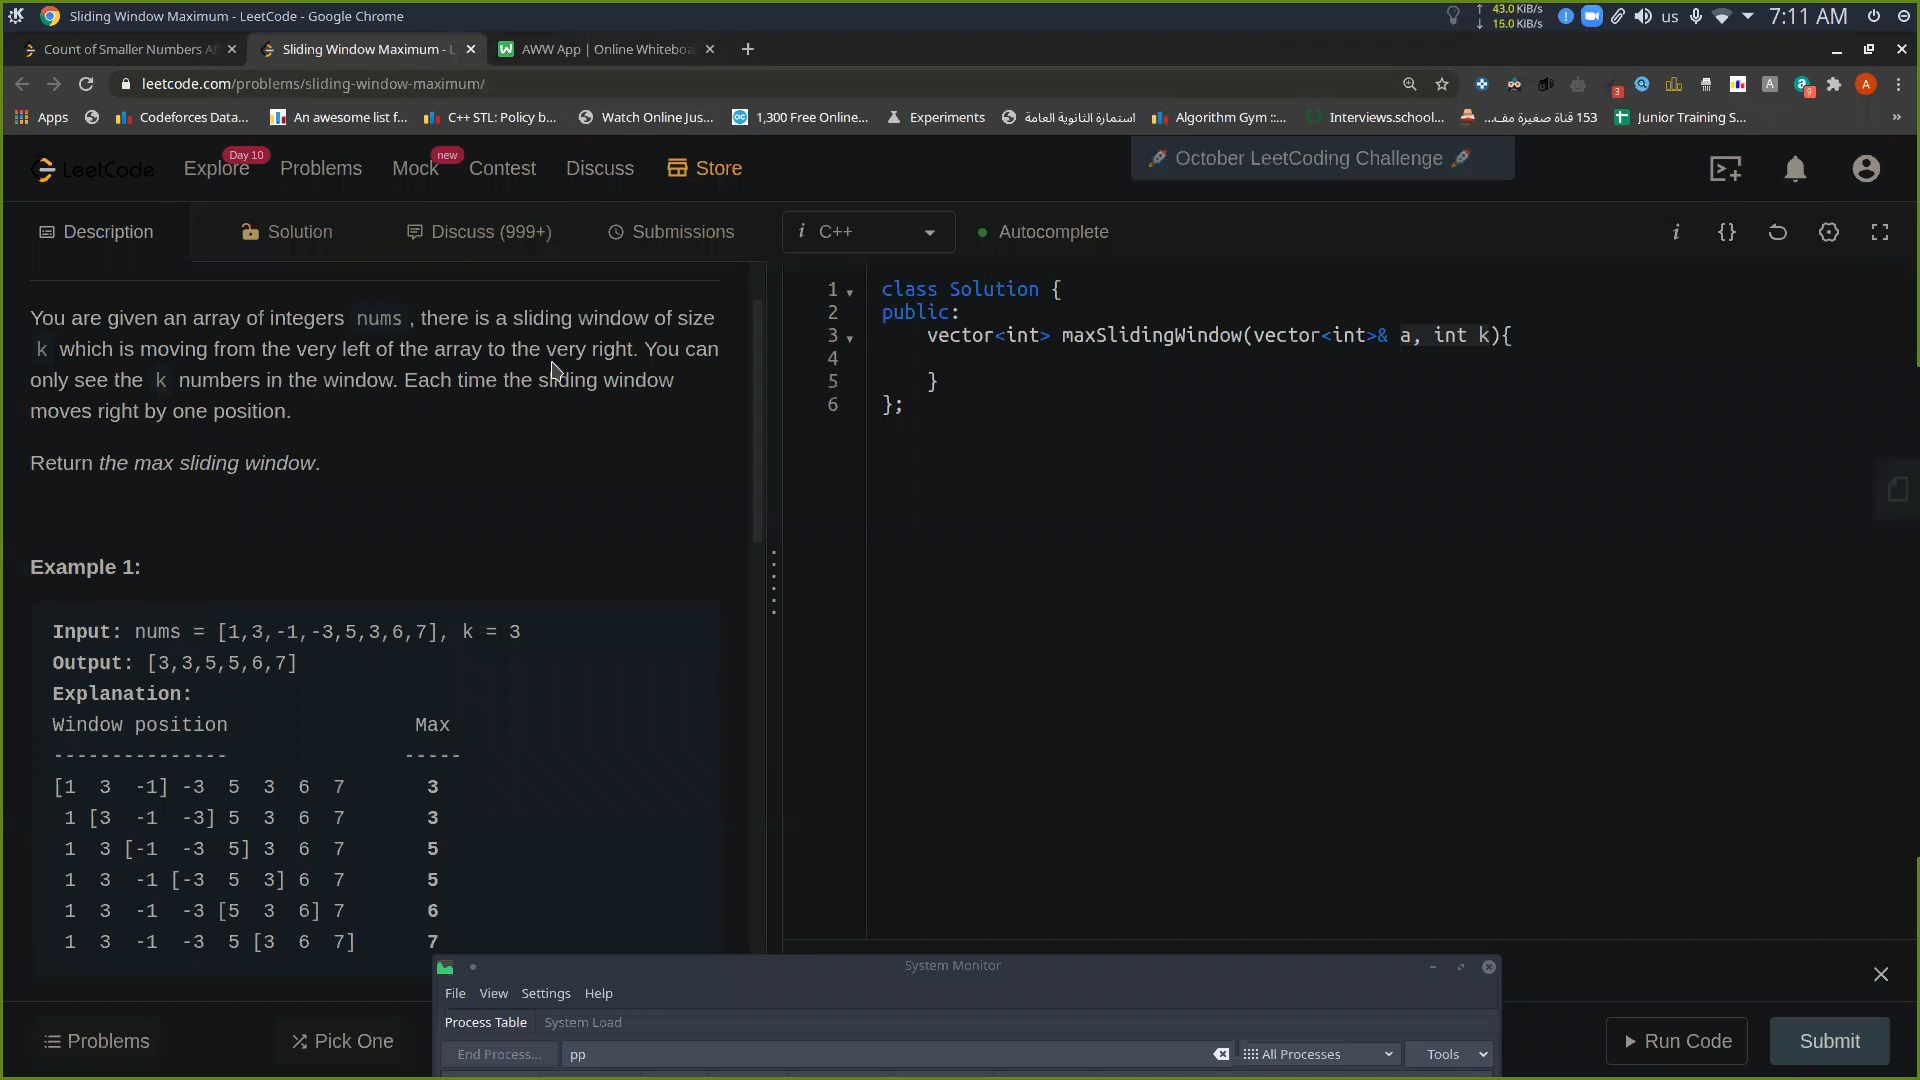 Sliding Window Maximum - LeetCode - Google Chrome
43.0 KiB/s
15.0 KiB/s
us
7:11 AM
Count of Smaller Numbers Af
Sliding Window Maximum - L
AWW App | Online Whiteboa
leetcode.com/problems/sliding-window-maximum/
3
A
9
A
Apps
Codeforces Data...
An awesome list f...
C++ STL: Policy b...
Watch Online Jus...
1,300 Free Online...
Experiments
استمارة الثانوية العامة
Algorithm Gym ::...
Interviews.school...
153 قناة صغيرة مف...
Junior Training S...
»
LeetCode
Explore
Day 10
Problems
Mock
new
Contest
Discuss
Store
October LeetCoding Challenge
Description
Solution
Discuss (999+)
Submissions
i C++
Autocomplete
i
{}
You are given an array of integers nums, there is a sliding window of size
k which is moving from the very left of the array to the very right. You can
only see the k numbers in the window. Each time the sliding window
moves right by one position.
Return the max sliding window.
Example 1:
Input: nums = [1,3,-1,-3,5,3,6,7], k = 3
Output: [3,3,5,5,6,7]
Explanation:
Window position Max
--------------- -----
[1 3 -1] -3 5 3 6 7 3
1 [3 -1 -3] 5 3 6 7 3
1 3 [-1 -3 5] 3 6 7 5
1 3 -1 [-3 5 3] 6 7 5
1 3 -1 -3 [5 3 6] 7 6
1 3 -1 -3 5 [3 6 7] 7
1 class Solution {
2 public:
3 vector<int> maxSlidingWindow(vector<int>& a, int k){
4
5 }
6 };
System Monitor
File View Settings Help
Process Table System Load
End Process... pp All Processes Tools
Problems
Pick One
Run Code
Submit